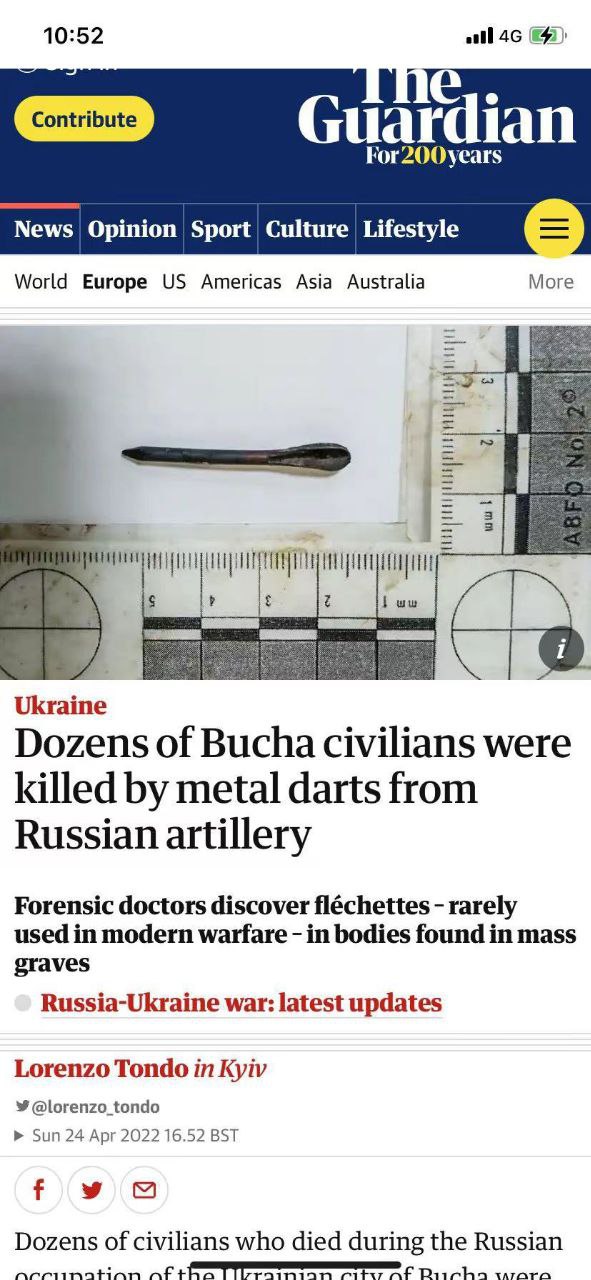 10:52
4G
Sign in
Contribute
The
Guardian
For 200 years
News Opinion Sport Culture Lifestyle
World Europe US Americas Asia Australia More
3
2
1 mm
ABFO No. 2©
5 4 3 2 1 mm
i
Ukraine
Dozens of Bucha civilians were
killed by metal darts from
Russian artillery
Forensic doctors discover fléchettes – rarely
used in modern warfare – in bodies found in mass
graves
Russia-Ukraine war: latest updates
Lorenzo Tondo in Kyiv
@lorenzo_tondo
Sun 24 Apr 2022 16.52 BST
Dozens of civilians who died during the Russian
occupation of the Ukrainian city of Bucha were